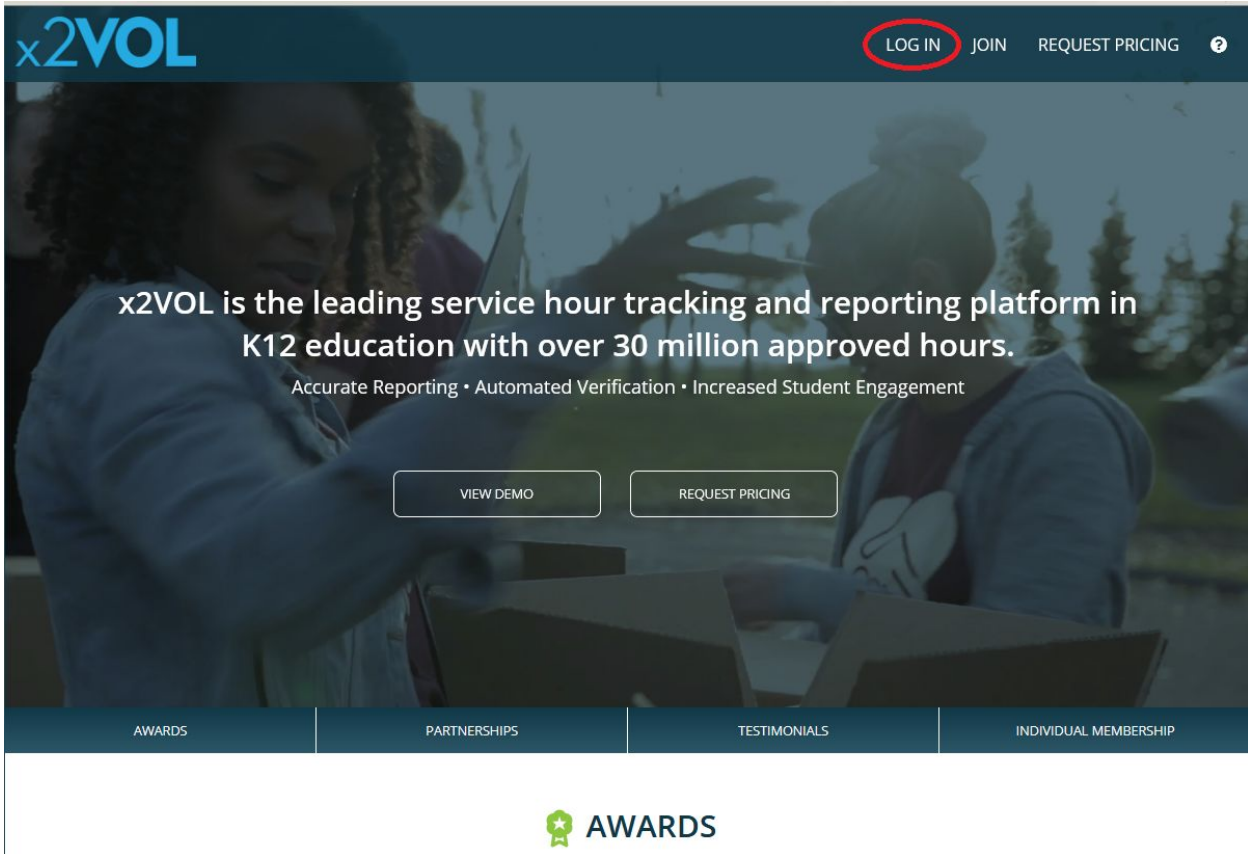 x2VOL
LOG IN JOIN REQUEST PRICING ?
x2VOL is the leading service hour tracking and reporting platform in
K12 education with over 30 million approved hours.
Accurate Reporting • Automated Verification • Increased Student Engagement
VIEW DEMO REQUEST PRICING
AWARDS PARTNERSHIPS TESTIMONIALS INDIVIDUAL MEMBERSHIP
AWARDS